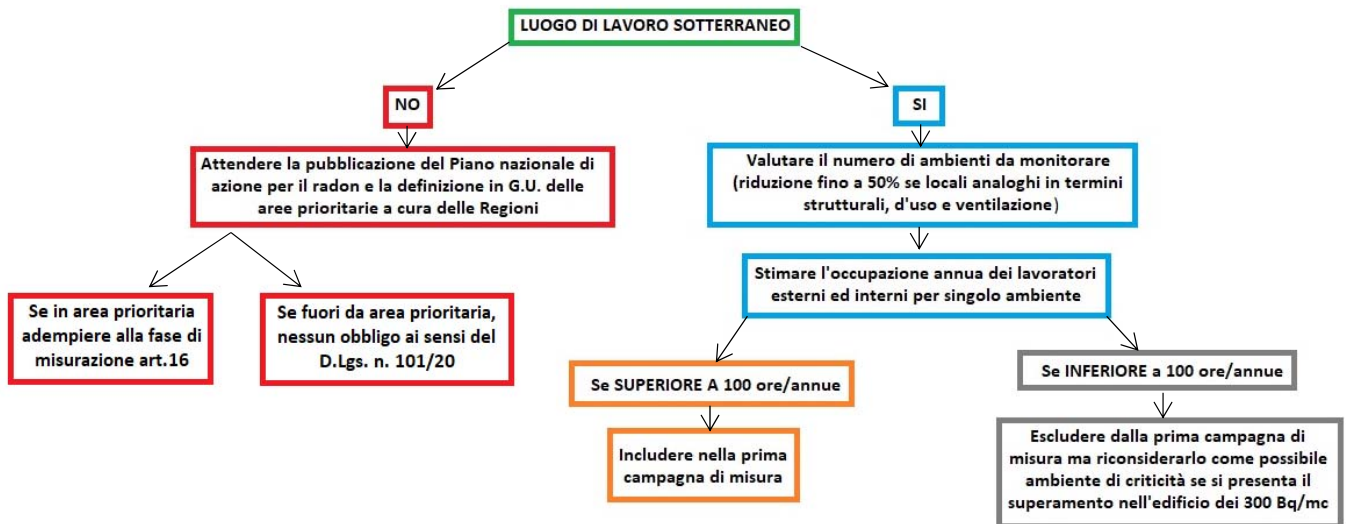 LUOGO DI LAVORO SOTTERRANEO
NO
SI
Attendere la pubblicazione del Piano nazionale di
azione per il radon e la definizione in G.U. delle
aree prioritarie a cura delle Regioni
Valutare il numero di ambienti da monitorare
(riduzione fino a 50% se locali analoghi in termini
strutturali, d'uso e ventilazione)
Stimare l'occupazione annua dei lavoratori
esterni ed interni per singolo ambiente
Se in area prioritaria
adempiere alla fase di
misurazione art.16
Se fuori da area prioritaria,
nessun obbligo ai sensi del
D.Lgs. n. 101/20
Se SUPERIORE A 100 ore/annue
Se INFERIORE a 100 ore/annue
Includere nella prima
campagna di misura
Escludere dalla prima campagna di
misura ma riconsiderarlo come possibile
ambiente di criticità se si presenta il
superamento nell'edificio dei 300 Bq/mc